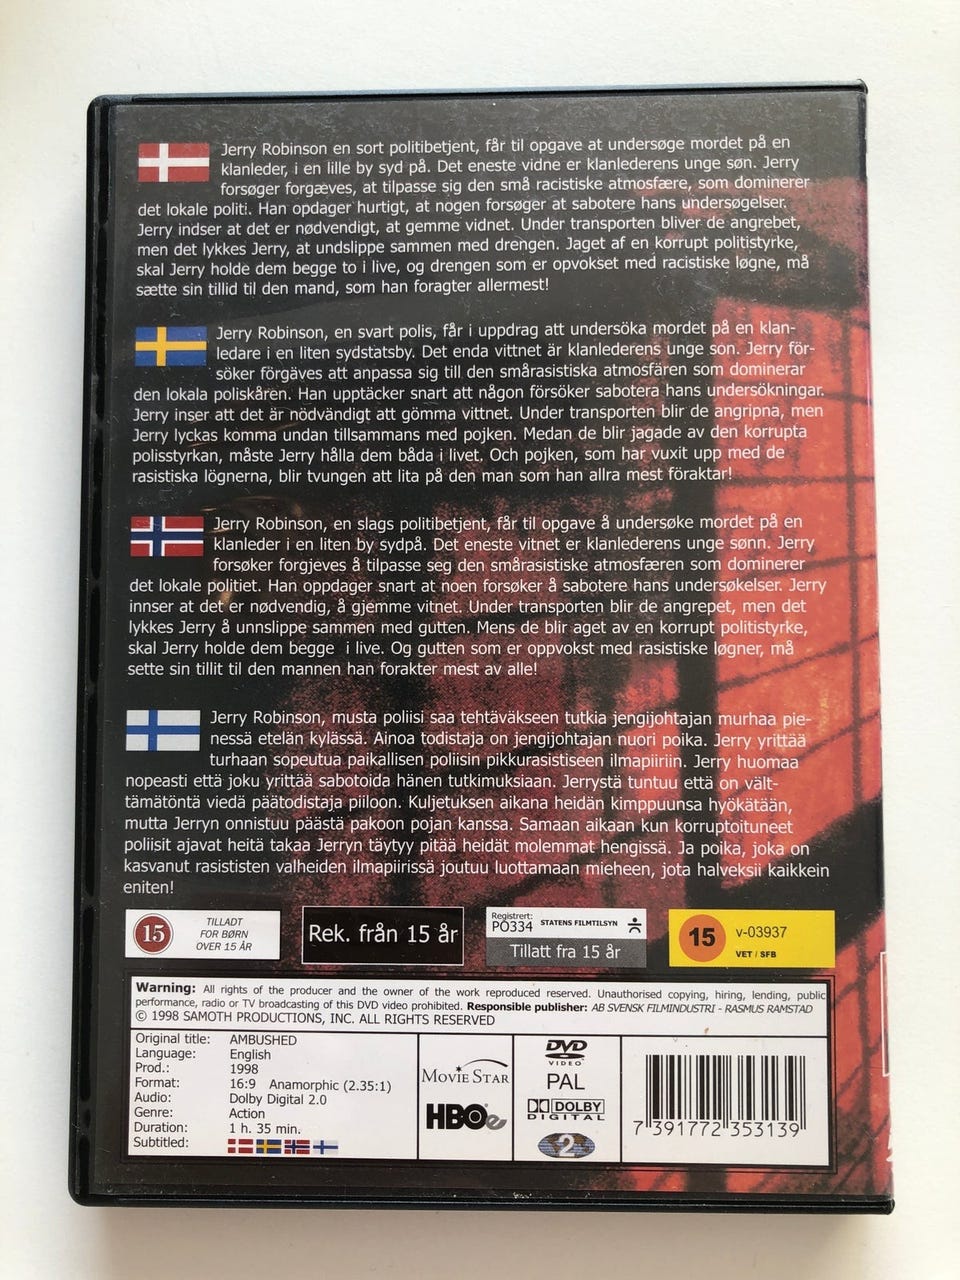 Jerry Robinson en sort politibetjent, får til opgave at undersøge mordet på en
klanleder, i en lille by syd på. Det eneste vidne er klanlederens unge søn. Jerry
forsøger forgæves, at tilpasse sig den små racistiske atmosfære, som dominerer
det lokale politi. Han opdager hurtigt, at nogen forsøger at sabotere hans undersøgelser.
Jerry indser at det er nødvendigt, at gemme vidnet. Under transporten bliver de angrebet,
men det lykkes Jerry, at undslippe sammen med drengen. Jaget af en korrupt politistyrke,
skal Jerry holde dem begge to i live, og drengen som er opvokset med racistiske løgne, må
sætte sin tillid til den mand, som han foragter allermest!
Jerry Robinson, en svart polis, får i uppdrag att undersöka mordet på en klan-
ledare i en liten sydstatsby. Det enda vittnet är klanlederens unge son. Jerry för-
söker förgäves att anpassa sig till den smårasistiska atmosfären som dominerar
den lokala poliskåren. Han upptäcker snart att någon försöker sabotera hans undersökningar.
Jerry inser att det är nödvändigt att gömma vittnet. Under transporten blir de angripna, men
Jerry lyckas komma undan tillsammans med pojken. Medan de blir jagade av den korrupta
polisstyrkan, måste Jerry hålla dem båda i livet. Och pojken, som har vuxit upp med de
rasistiska lögnerna, blir tvungen att lita på den man som han allra mest föraktar!
Jerry Robinson, en slags politibetjent, får til opgave å undersøke mordet på en
klanleder i en liten by sydpå. Det eneste vitnet er klanlederens unge sønn. Jerry
forsøker forgjeves å tilpasse seg den smårasistiske atmosfæren som dominerer
det lokale politiet. Han oppdager snart at noen forsøker å sabotere hans undersøkelser. Jerry
innser at det er nødvendig, å gjemme vitnet. Under transporten blir de angrepet, men det
lykkes Jerry å unnslippe sammen med gutten. Mens de blir aget av en korrupt politistyrke,
skal Jerry holde dem begge i live. Og gutten som er oppvokst med rasistiske løgner, må
sette sin tillit til den mannen han forakter mest av alle!
Jerry Robinson, musta poliisi saa tehtäväkseen tutkia jengijohtajan murhaa pie-
nessä etelän kylässä. Ainoa todistaja on jengijohtajan nuori poika. Jerry yrittää
turhaan sopeutua paikallisen poliisin pikkurasistiseen ilmapiiriin. Jerry huomaa
nopeasti että joku yrittää sabotoida hänen tutkimuksiaan. Jerrystä tuntuu että on vält-
tämätöntä viedä päätodistaja piiloon. Kuljetuksen aikana heidän kimppuunsa hyökätään,
mutta Jerryn onnistuu päästä pakoon pojan kanssa. Samaan aikaan kun korruptoituneet
poliisit ajavat heitä takaa Jerryn täytyy pitää heidät molemmat hengissä. Ja poika, joka on
kasvanut rasististen valheiden ilmapiirissä joutuu luottamaan mieheen, jota halveksii kaikkein
eniten!
15
TILLADT
FOR BØRN
OVER 15 ÅR
Rek. från 15 år
Registrert:
PO334 STATENS FILMTILSYN
Tillatt fra 15 år
15
v-03937
VET / SFB
Warning: All rights of the producer and the owner of the work reproduced reserved. Unauthorised copying, hiring, lending, public
performance, radio or TV broadcasting of this DVD video prohibited. Responsible publisher: AB SVENSK FILMINDUSTRI - RASMUS RAMSTAD
© 1998 SAMOTH PRODUCTIONS, INC. ALL RIGHTS RESERVED
Original title: AMBUSHED
Language: English
Prod.: 1998
Format: 16:9 Anamorphic (2.35:1)
Audio: Dolby Digital 2.0
Genre: Action
Duration: 1 h. 35 min.
Subtitled:
MOVIE STAR
HBO
DVD
VIDEO
PAL
DOLBY
DIGITAL
2
7 391772 353139